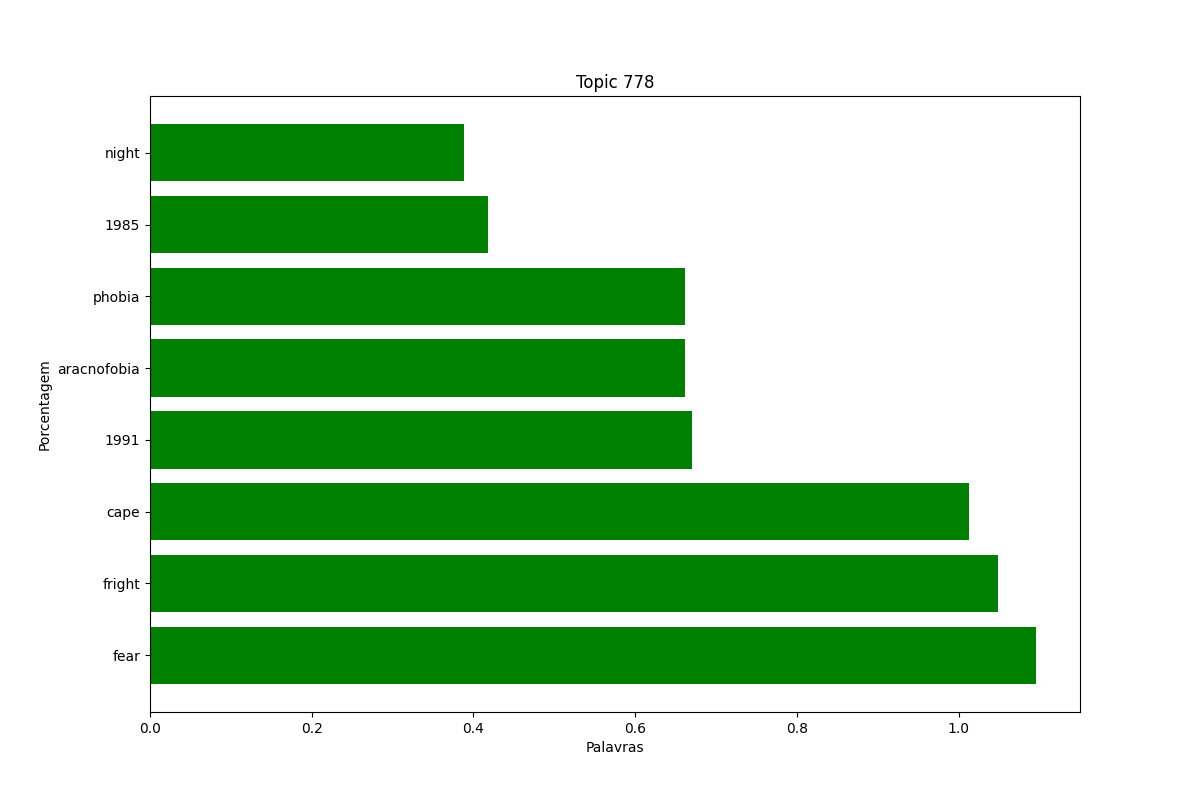 Topic 778
night
1985
phobia
aracnofobia
1991
cape
fright
fear
Porcentagem
0.0 0.2 0.4 0.6 0.8 1.0
Palavras